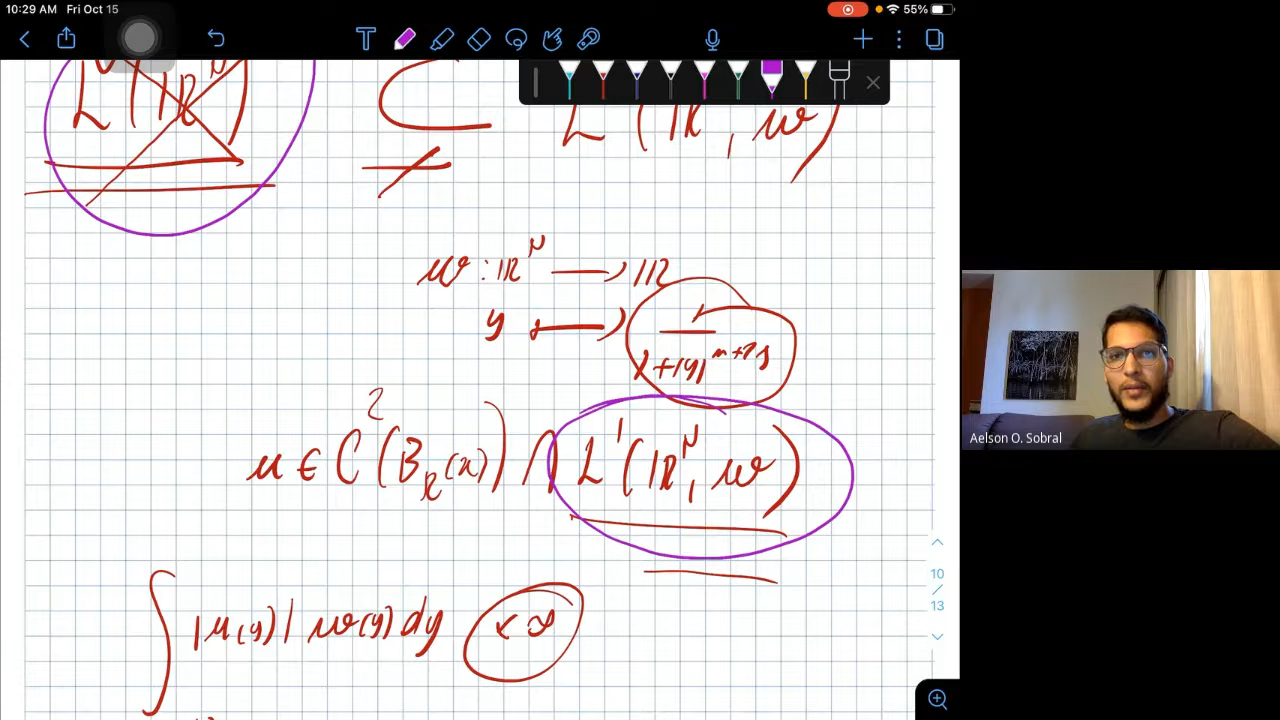 10:29 AM Fri Oct 15
55%
T
L (ℝᴺ) ⊂ L (ℝ , w)
≠
w : ℝᴺ ⟶ ℝ
y ⟶ 1/(1+|y|ⁿ⁺²ˢ)
u ∈ C²(B_R(x)) ∩ L¹(ℝᴺ, w)
Aelson O. Sobral
10
/
13
∫ |u(y)| w(y) dy < ∞